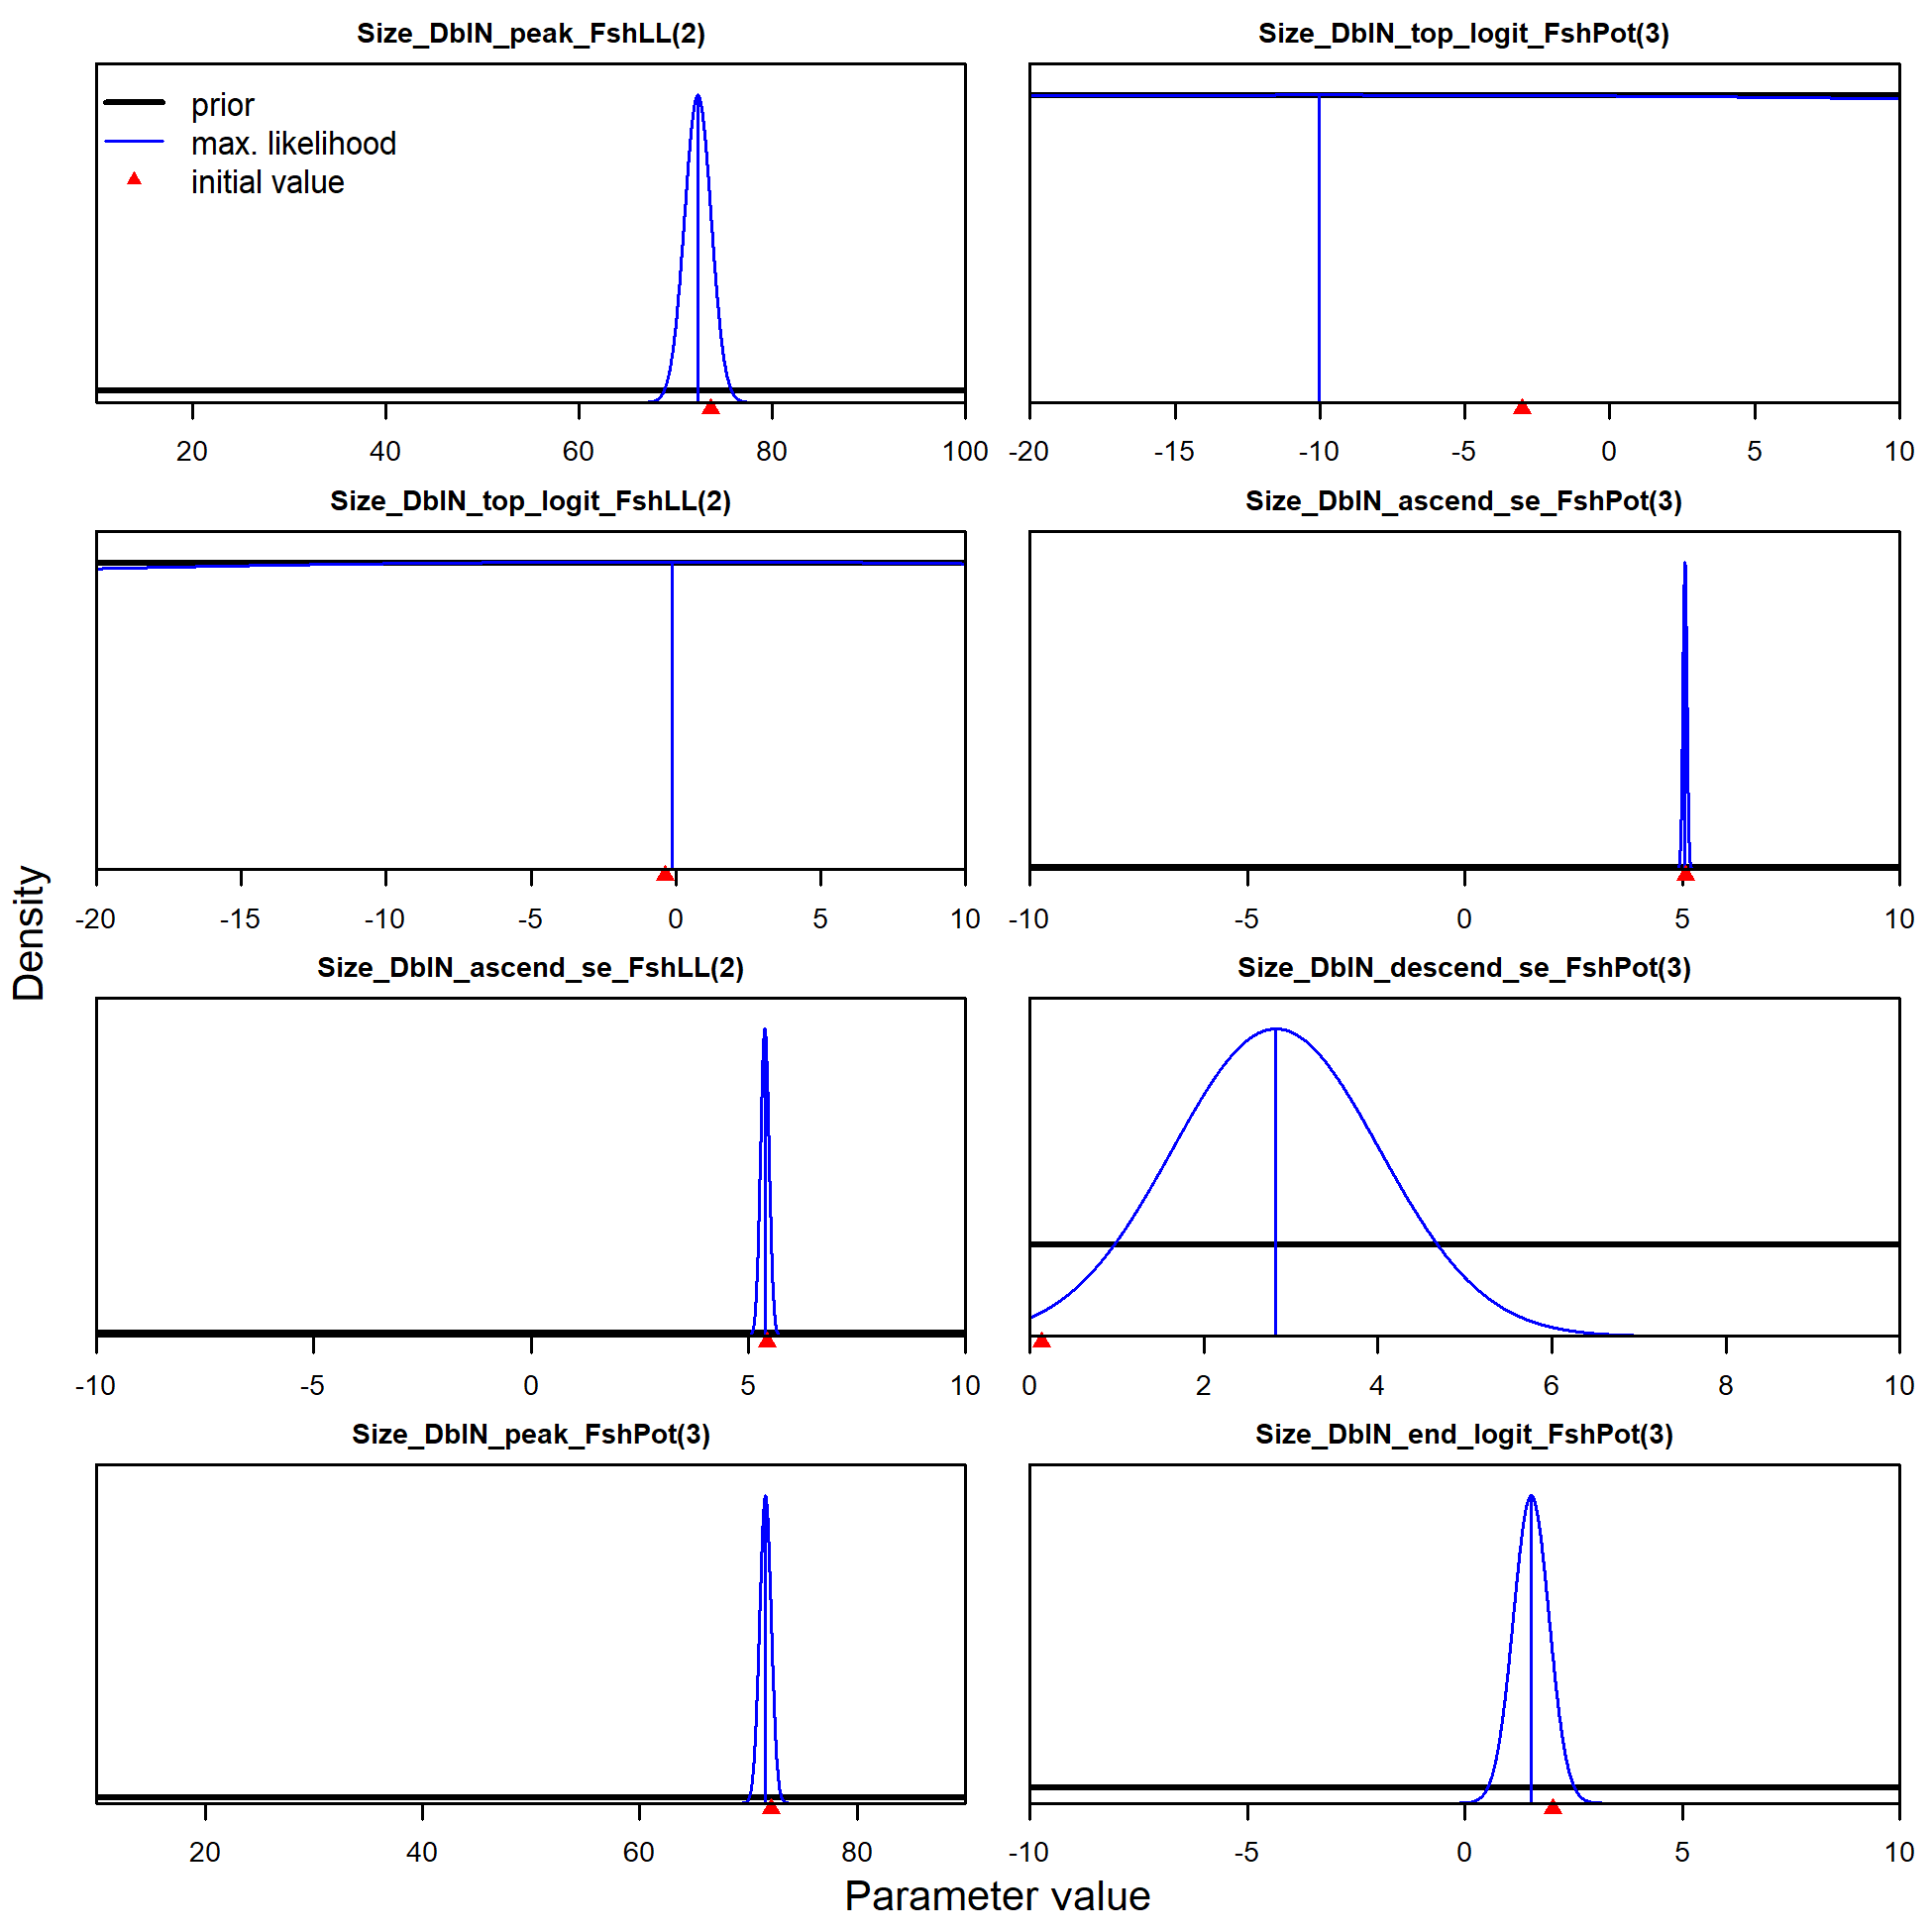 Size_DblN_peak_FshLL(2)
prior
max. likelihood
initial value
20 40 60 80 100
Size_DblN_top_logit_FshPot(3)
-20 -15 -10 -5 0 5 10
Size_DblN_top_logit_FshLL(2)
-20 -15 -10 -5 0 5 10
Size_DblN_ascend_se_FshPot(3)
-10 -5 0 5 10
Size_DblN_ascend_se_FshLL(2)
-10 -5 0 5 10
Size_DblN_descend_se_FshPot(3)
0 2 4 6 8 10
Size_DblN_peak_FshPot(3)
20 40 60 80
Size_DblN_end_logit_FshPot(3)
-10 -5 0 5 10
Density
Parameter value